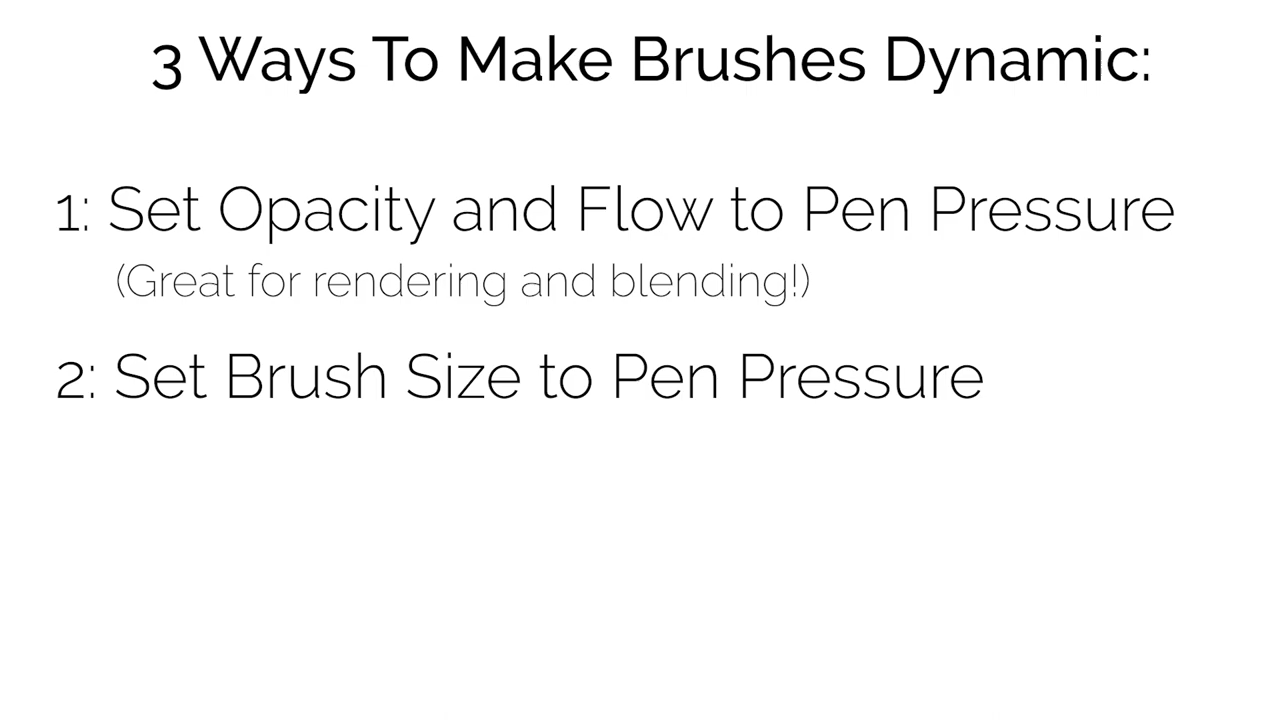 3 Ways To Make Brushes Dynamic:
1: Set Opacity and Flow to Pen Pressure
(Great for rendering and blending!)
2: Set Brush Size to Pen Pressure